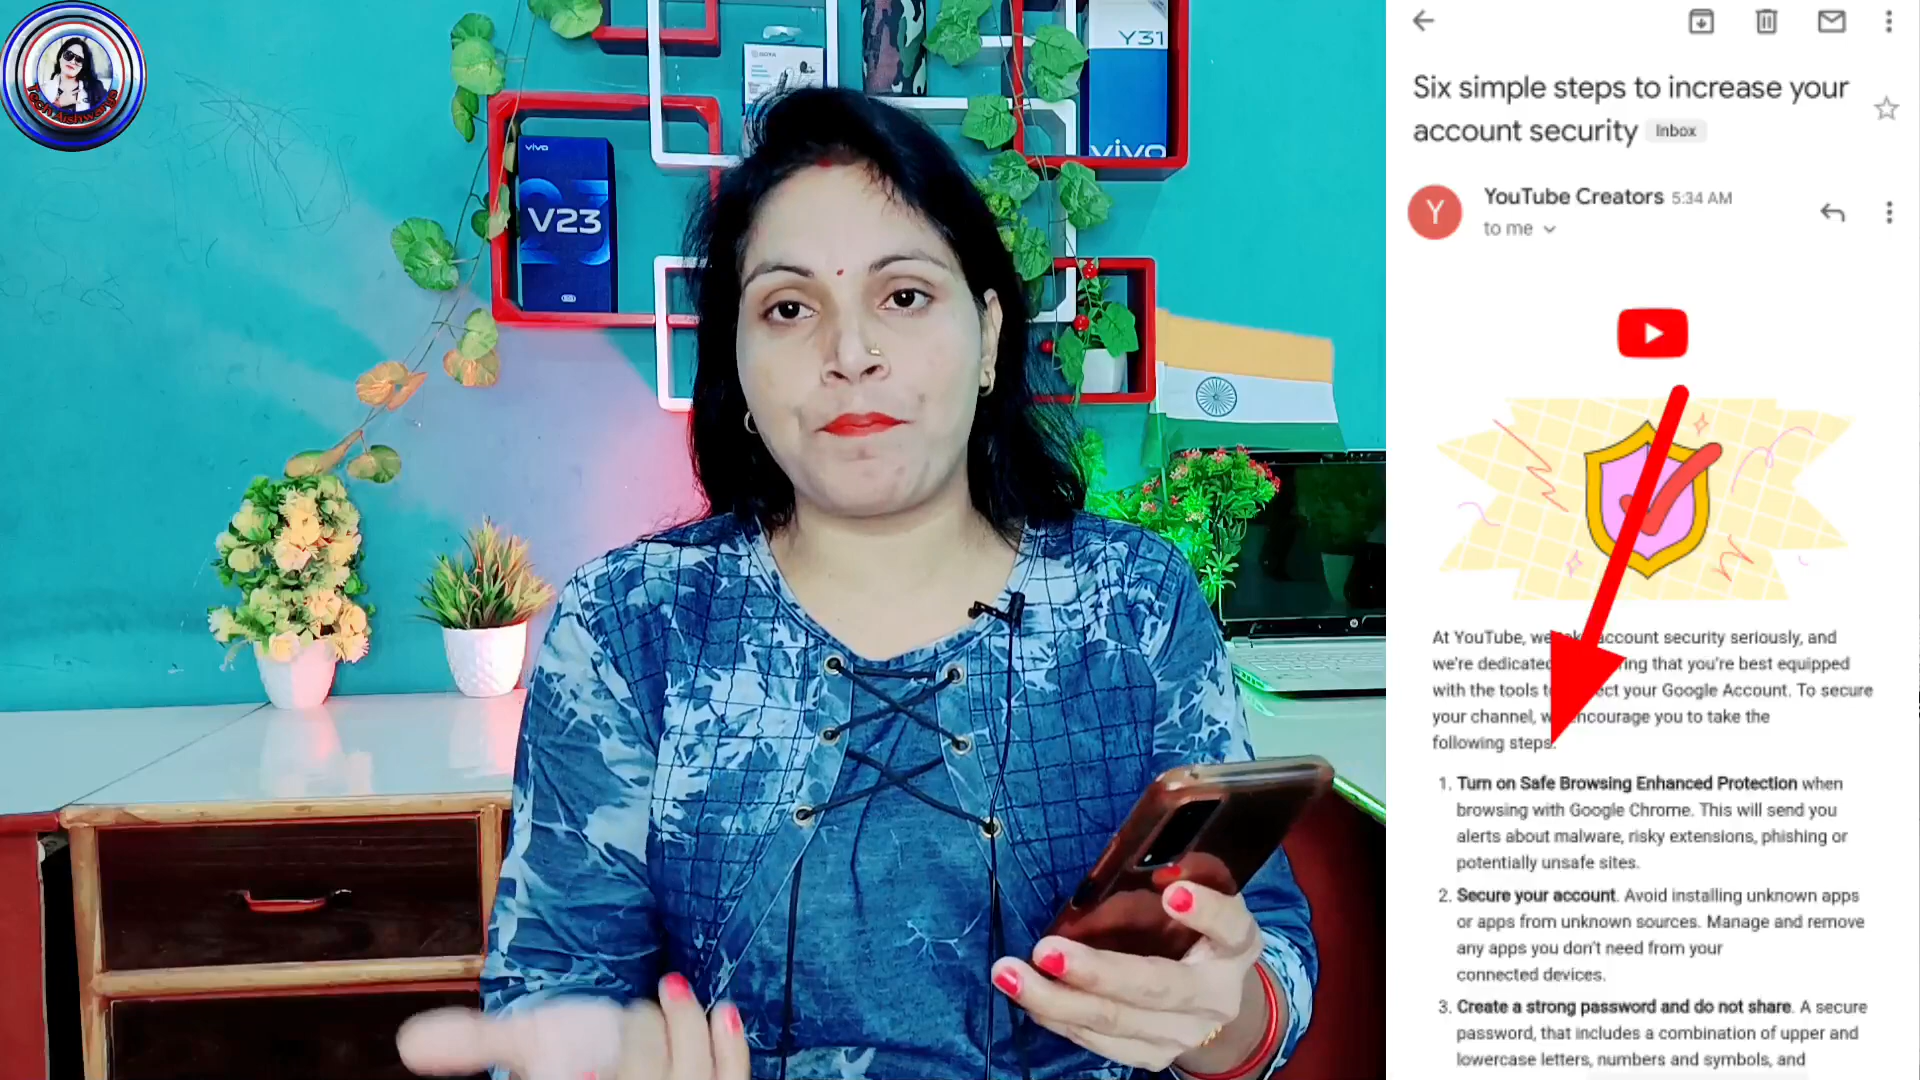 Tech Aishwarya
vivo
V23
5G
Y31
vivo
Six simple steps to increase your
account security Inbox
Y
YouTube Creators 5:34 AM
to me
At YouTube, we account security seriously, and
we're dedicated that you're best equipped
with the tools your Google Account. To secure
your channel, encourage you to take the
following steps:
1. Turn on Safe Browsing Enhanced Protection when
browsing with Google Chrome. This will send you
alerts about malware, risky extensions, phishing or
potentially unsafe sites.
2. Secure your account. Avoid installing unknown apps
or apps from unknown sources. Manage and remove
any apps you don't need from your
connected devices.
3. Create a strong password and do not share. A secure
password, that includes a combination of upper and
lowercase letters, numbers and symbols, and